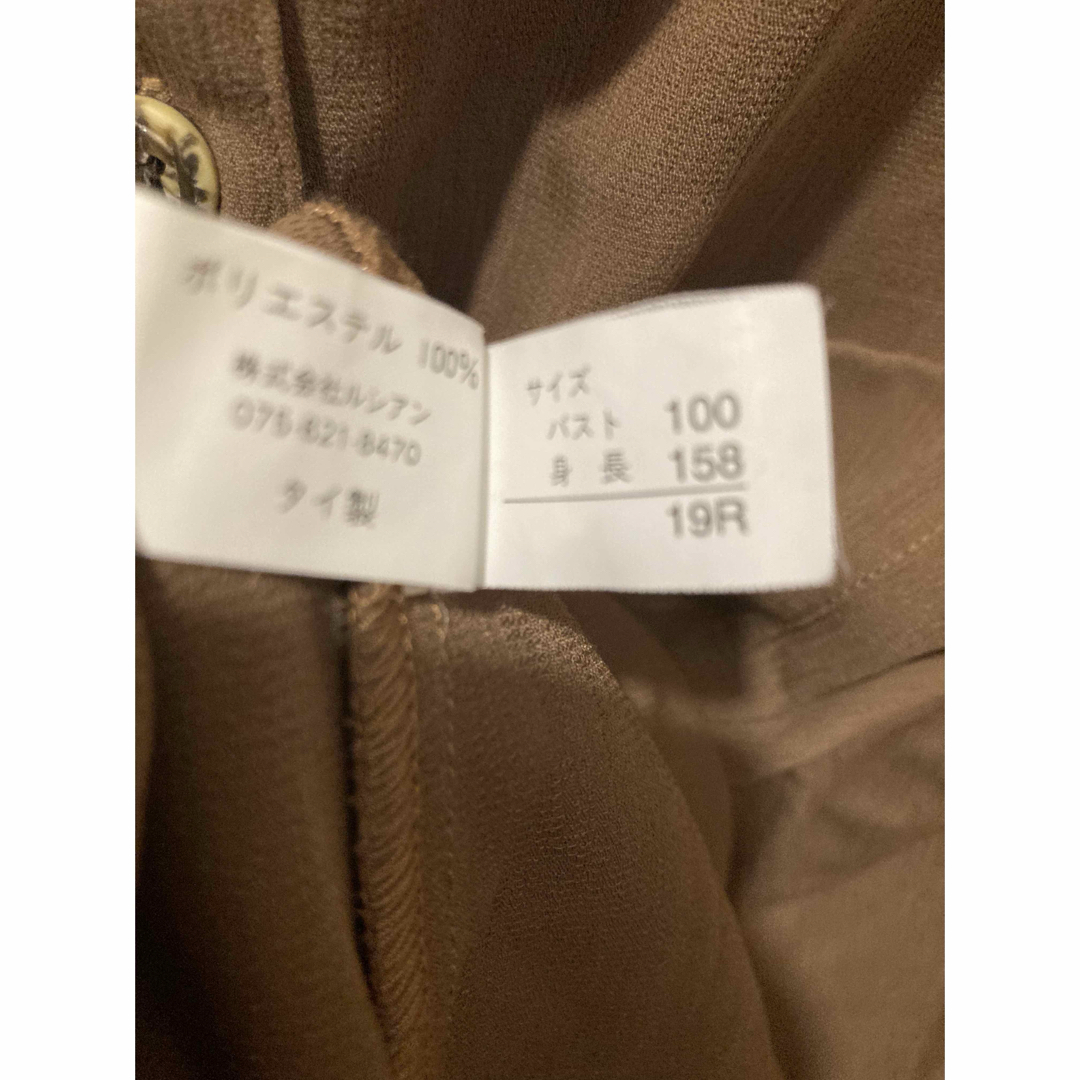 ポリエステル 100%
株式会社ルシアン
075-621-8470
タイ製
サイズ
バスト 100
身長 158
19R